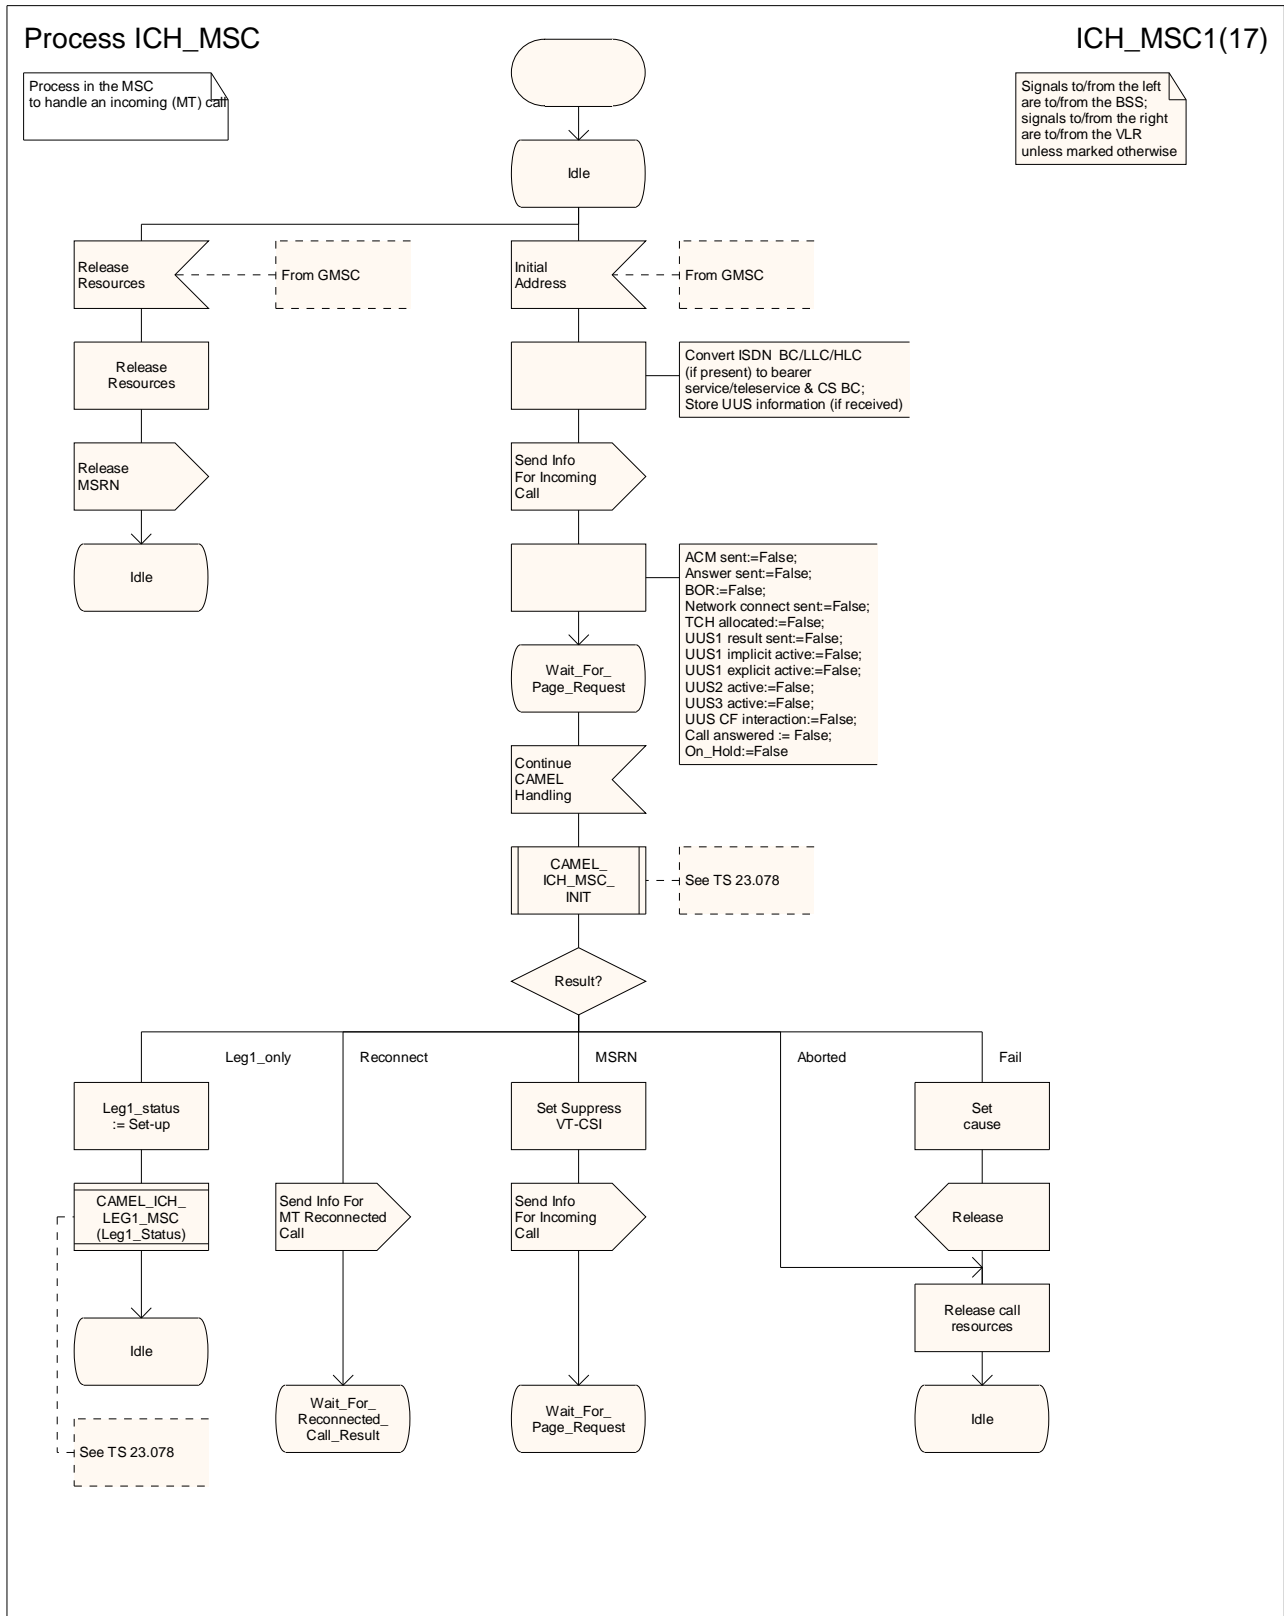 Process ICH_MSC
ICH_MSC1(17)
Process in the MSC
to handle an incoming (MT) call
Signals to/from the left
are to/from the BSS;
signals to/from the right
are to/from the VLR
unless marked otherwise
Idle
Release
Resources
From GMSC
Initial
Address
From GMSC
Release
Resources
Convert ISDN BC/LLC/HLC
(if present) to bearer
service/teleservice & CS BC;
Store UUS information (if received)
Release
MSRN
Send Info
For Incoming
Call
Idle
ACM sent:=False;
Answer sent:=False;
BOR:=False;
Network connect sent:=False;
TCH allocated:=False;
UUS1 result sent:=False;
UUS1 implicit active:=False;
UUS1 explicit active:=False;
UUS2 active:=False;
UUS3 active:=False;
UUS CF interaction:=False;
Call answered := False;
On_Hold:=False
Wait_For_
Page_Request
Continue
CAMEL
Handling
CAMEL_
ICH_MSC_
INIT
See TS 23.078
Result?
Leg1_only
Reconnect
MSRN
Aborted
Fail
Leg1_status
:= Set-up
Set Suppress
VT-CSI
Set
cause
CAMEL_ICH_
LEG1_MSC
(Leg1_Status)
Send Info For
MT Reconnected
Call
Send Info
For Incoming
Call
Release
Release call
resources
Idle
Wait_For_
Reconnected_
Call_Result
Wait_For_
Page_Request
Idle
See TS 23.078